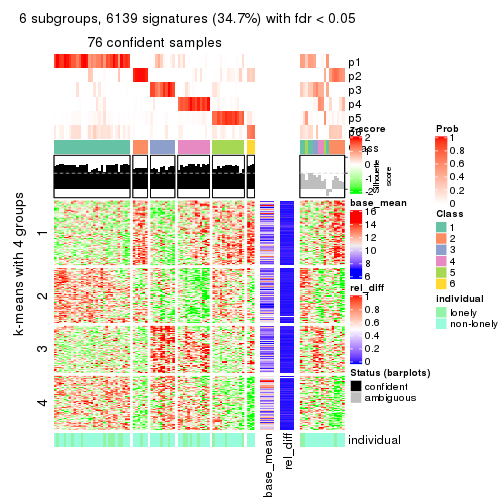 6 subgroups, 6139 signatures (34.7%) with fdr < 0.05
76 confident samples
p1
p2
p3
p4
p5
Silhouette
score
k-means with 4 groups
1
2
3
4
z-score
2
1
0
-2
base_mean
16
14
12
10
8
6
rel_diff
1
0.8
0.6
0.4
0.2
0
Status (barplots)
confident
ambiguous
Prob
1
0.8
0.6
0.4
0.2
0
Class
1
2
3
4
5
6
individual
lonely
non-lonely
individual
base_mean
rel_diff